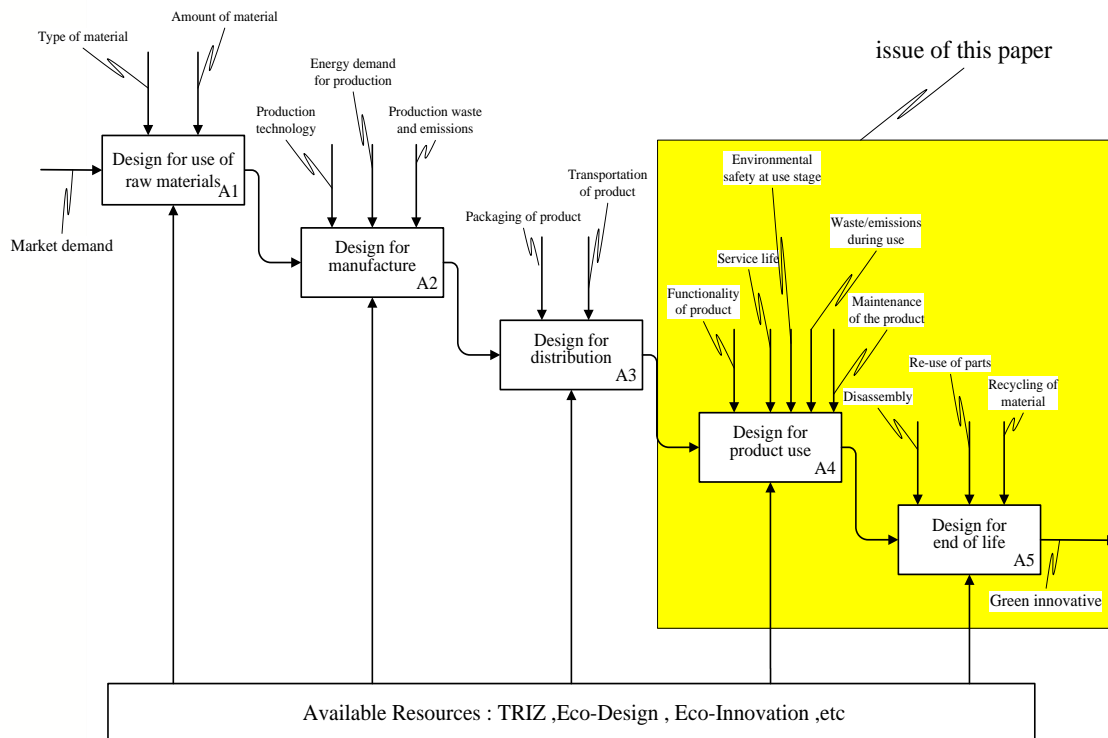 Amount of material
Type of material
issue of this paper
Energy demand
for production
Production
technology
Production waste
and emissions
Design for use of
raw materials
A1
Market demand
Environmental
safety at use stage
Transportation
of product
Packaging of product
Waste/emissions
during use
Design for
manufacture
A2
Service life
Functionality
of product
Maintenance
of the product
Design for
distribution
A3
Re-use of parts
Recycling of
material
Disassembly
Design for
product use
A4
Design for
end of life
A5
Green innovative
Available Resources : TRIZ ,Eco-Design , Eco-Innovation ,etc